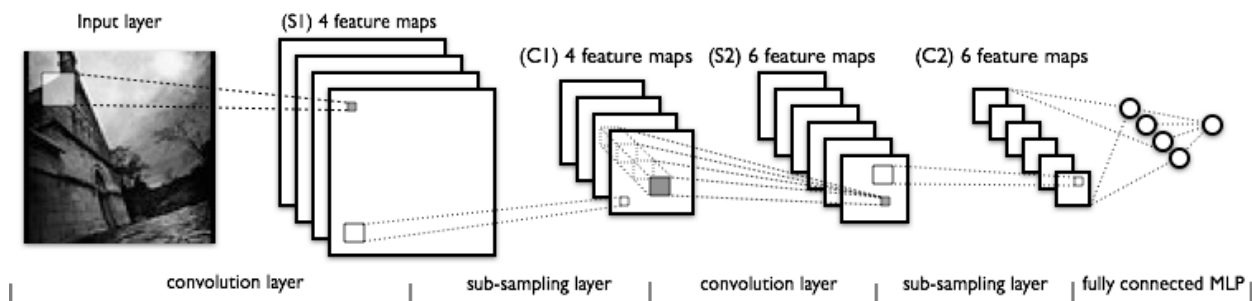 Input layer
(S1) 4 feature maps
(C1) 4 feature maps
(S2) 6 feature maps
(C2) 6 feature maps
convolution layer
sub-sampling layer
convolution layer
sub-sampling layer
fully connected MLP